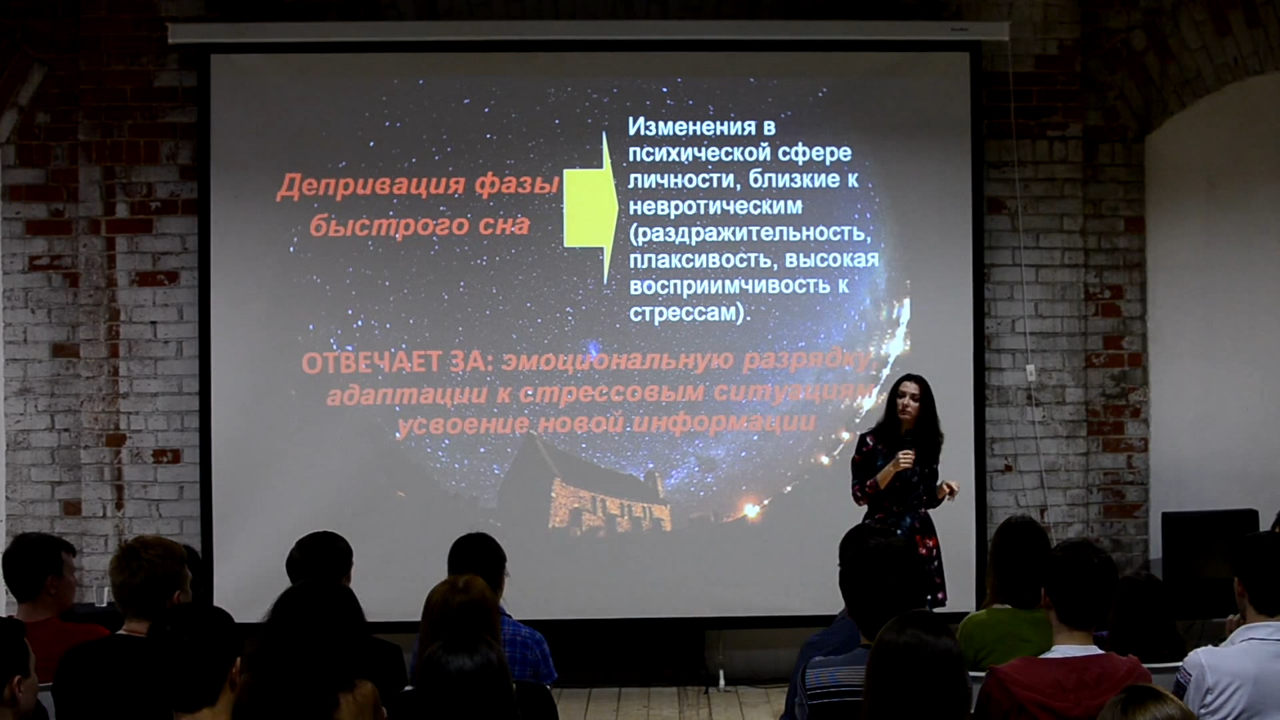 Депривация фазы
быстрого сна
Изменения в
психической сфере
личности, близкие к
невротическим
(раздражительность,
плаксивость, высокая
восприимчивость к
стрессам).
ОТВЕЧАЕТ ЗА: эмоциональную разрядку,
адаптации к стрессовым ситуациям
усвоение новой информации